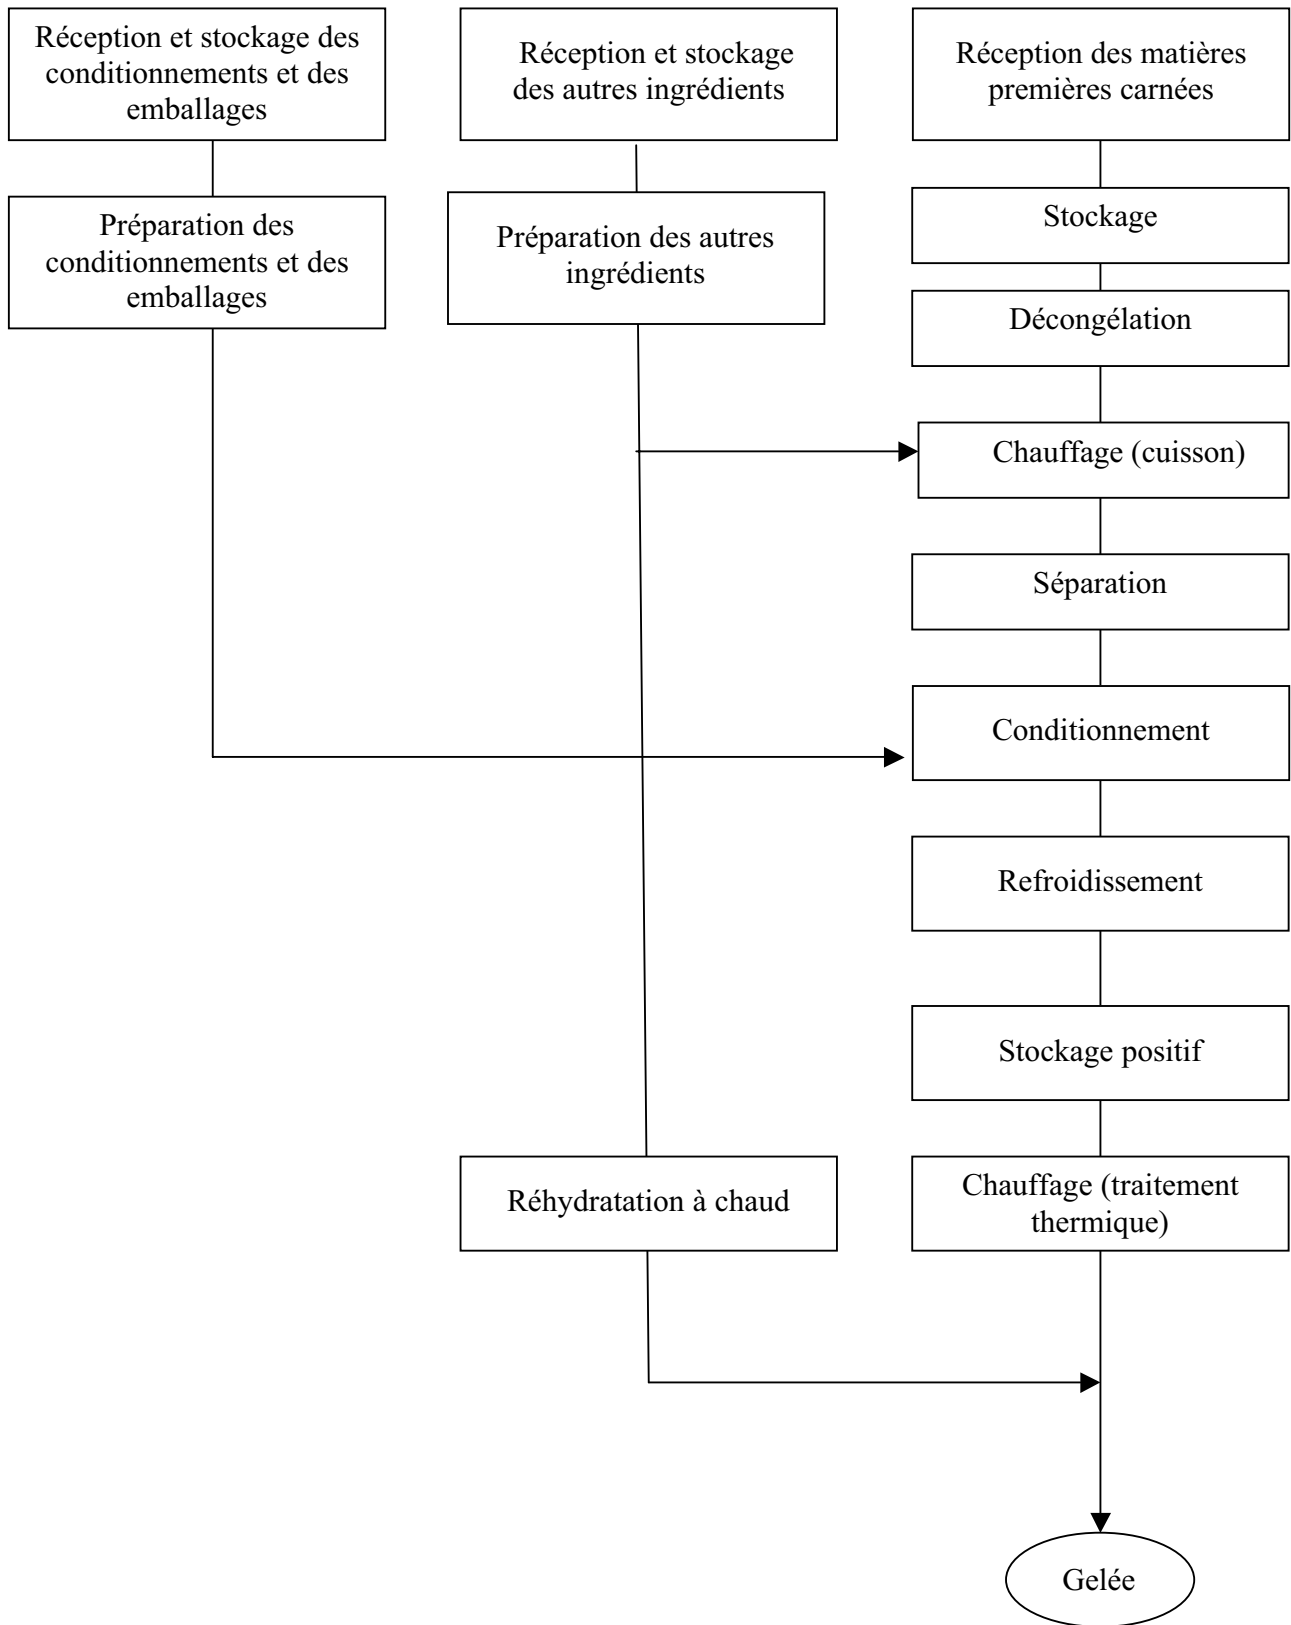 Réception et stockage des
conditionnements et des
emballages
Réception et stockage
des autres ingrédients
Réception des matières
premières carnées
Préparation des
conditionnements et des
emballages
Préparation des autres
ingrédients
Stockage
Décongélation
Chauffage (cuisson)
Séparation
Conditionnement
Refroidissement
Stockage positif
Réhydratation à chaud
Chauffage (traitement
thermique)
Gelée